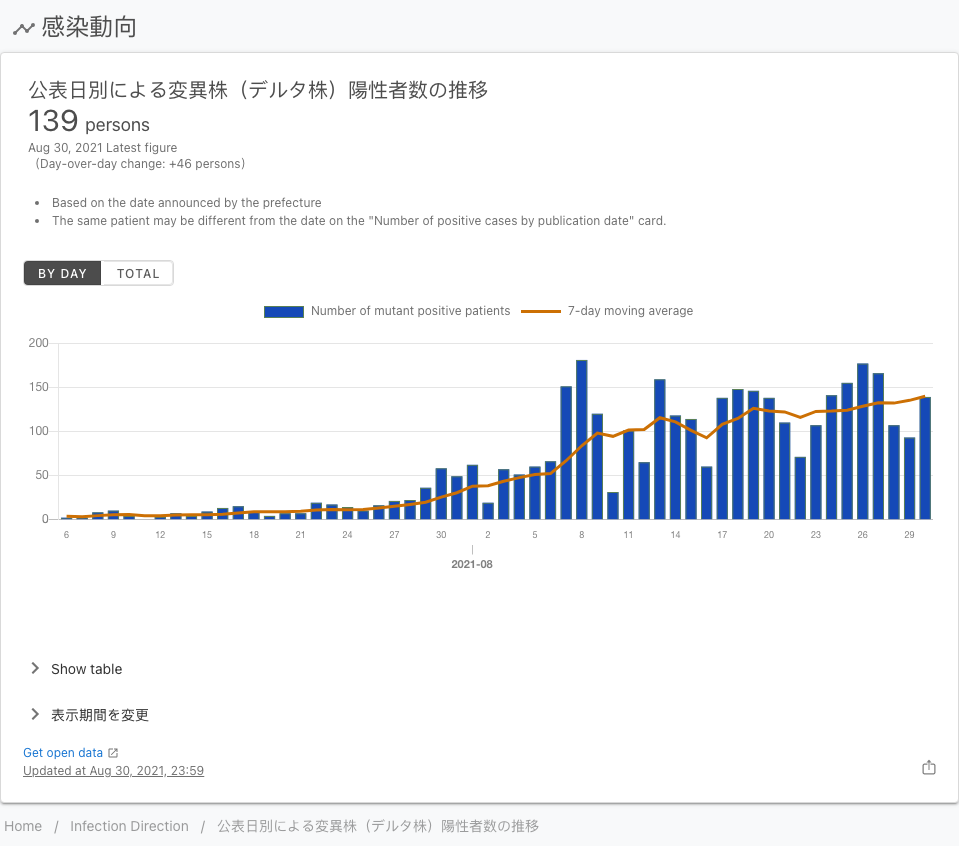 感染動向
公表日別による変異株（デルタ株）陽性者数の推移
139 persons
Aug 30, 2021 Latest figure
（Day-over-day change: +46 persons）
• Based on the date announced by the prefecture
• The same patient may be different from the date on the "Number of positive cases by publication date" card.
BY DAY TOTAL
Number of mutant positive patients 7-day moving average
200
150
100
50
0
6 9 12 15 18 21 24 27 30 2 5 8 11 14 17 20 23 26 29
2021-08
Show table
表示期間を変更
Get open data
Updated at Aug 30, 2021, 23:59
Home / Infection Direction / 公表日別による変異株（デルタ株）陽性者数の推移